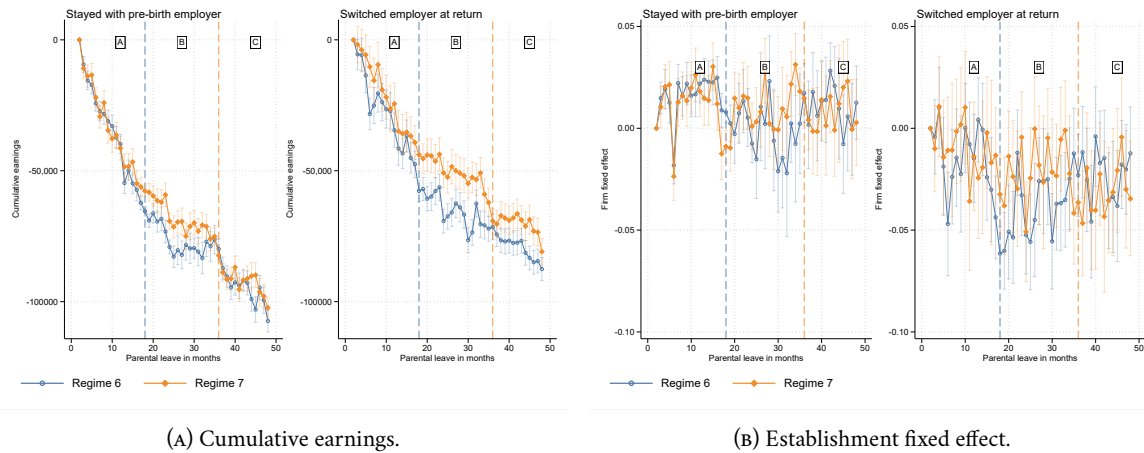 Stayed with pre-birth employer
Switched employer at return
A
B
C
A
B
C
0
-50,000
-100000
Cumulative earnings
0
-50,000
-100000
Cumulative earnings
0 10 20 30 40 50
Parental leave in months
0 10 20 30 40 50
Parental leave in months
Regime 6
Regime 7
(A) Cumulative earnings.
Stayed with pre-birth employer
Switched employer at return
A
B
C
A
B
C
0.05
0.00
-0.05
-0.10
Firm fixed effect
0.05
0.00
-0.05
-0.10
Firm fixed effect
0 10 20 30 40 50
Parental leave in months
0 10 20 30 40 50
Parental leave in months
Regime 6
Regime 7
(B) Establishment fixed effect.